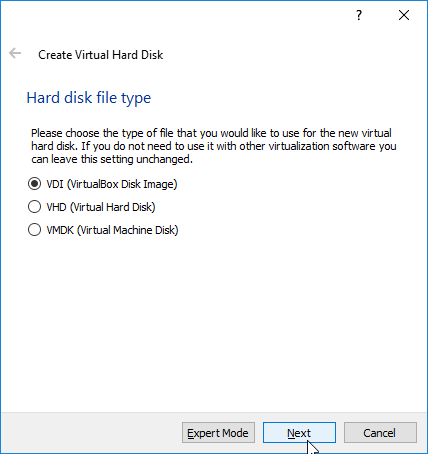 ?
Create Virtual Hard Disk
Hard disk file type
Please choose the type of file that you would like to use for the new virtual
hard disk. If you do not need to use it with other virtualization software you
can leave this setting unchanged.
VDI (VirtualBox Disk Image)
VHD (Virtual Hard Disk)
VMDK (Virtual Machine Disk)
Expert Mode Next Cancel